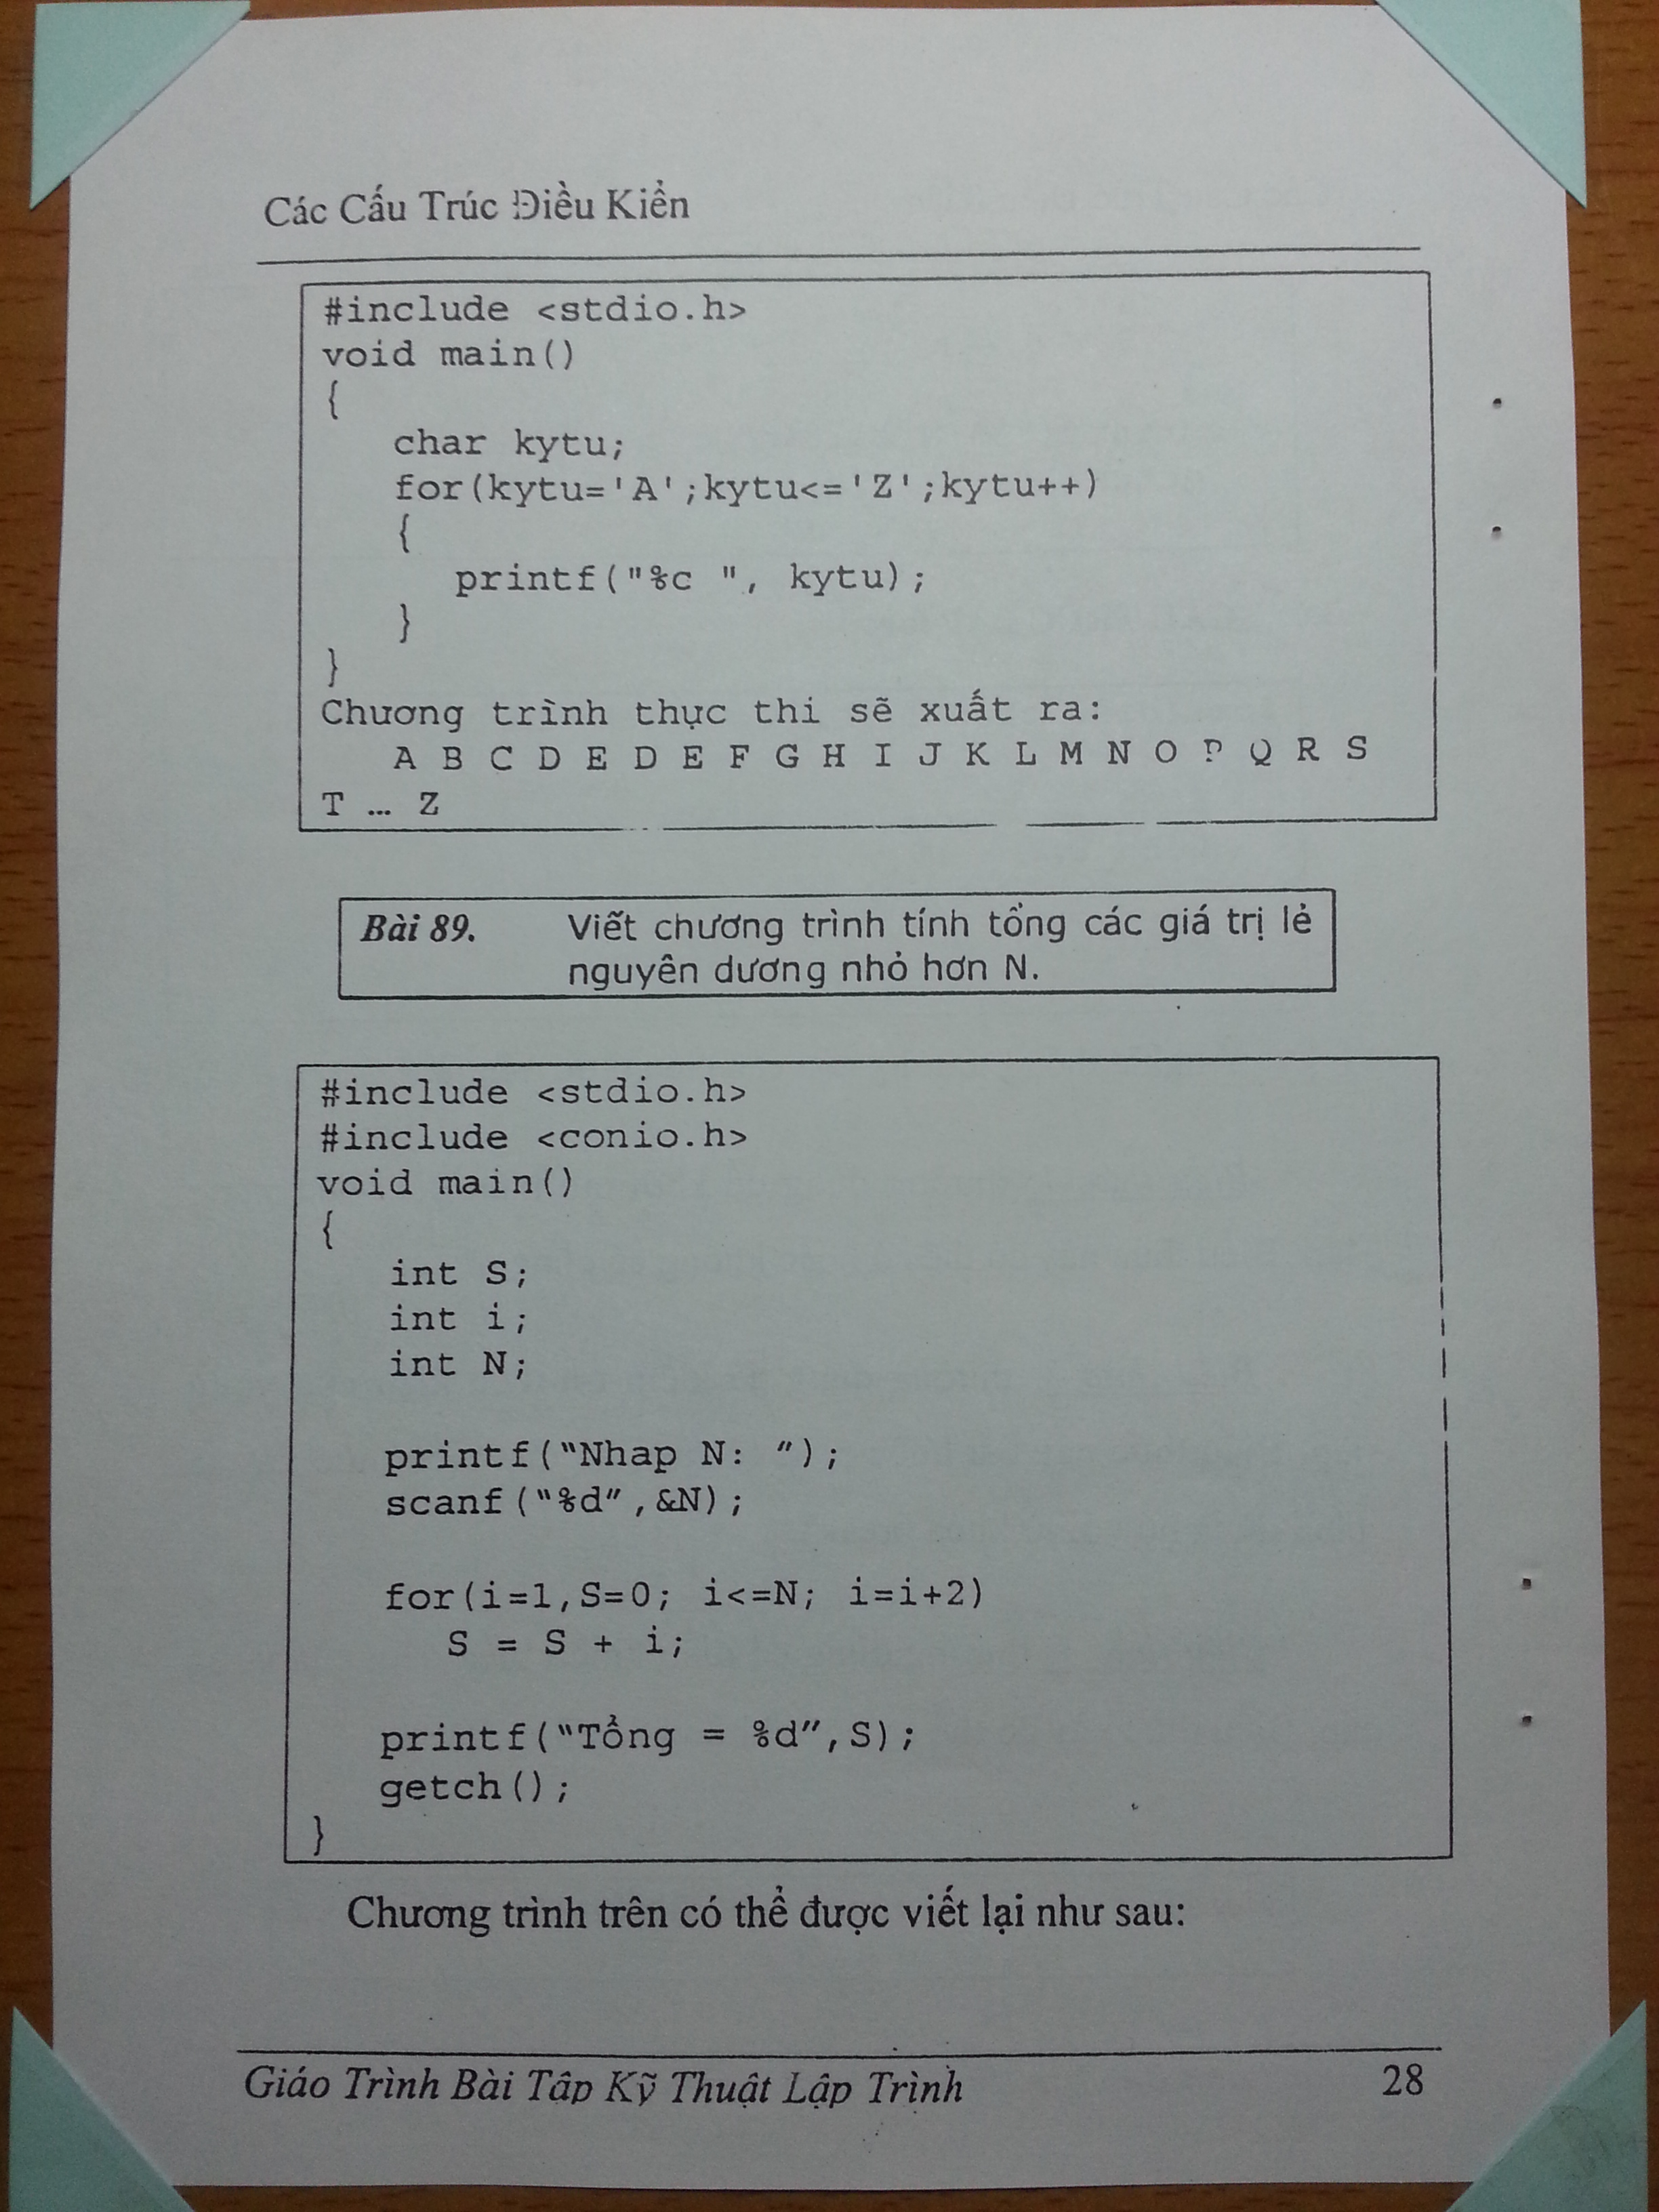 Các Cấu Trúc Điều Kiển
#include <stdio.h>
void main()
{
char kytu;
for(kytu='A';kytu<='Z';kytu++)
{
printf("%c ", kytu);
}
}
Chương trình thực thi sẽ xuất ra:
A B C D E D E F G H I J K L M N O P Q R S
T … Z
Bài 89. Viết chương trình tính tổng các giá trị lẻ
nguyên dương nhỏ hơn N.
#include <stdio.h>
#include <conio.h>
void main()
{
int S;
int i;
int N;
printf(“Nhap N: ”);
scanf(“%d”,&N);
for(i=1,S=0; i<=N; i=i+2)
S = S + i;
printf(“Tổng = %d”,S);
getch();
}
Chương trình trên có thể được viết lại như sau:
Giáo Trình Bài Tập Kỹ Thuật Lập Trình 28